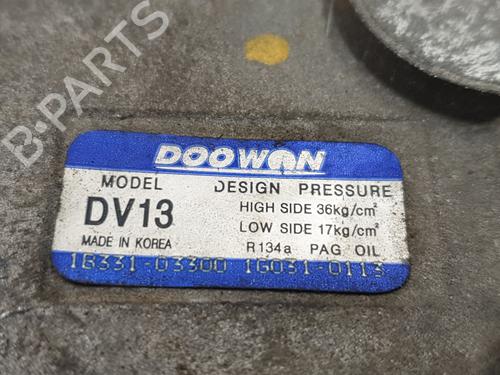 B-PARTS
DOOWON
MODEL DESIGN PRESSURE
DV13 HIGH SIDE 36kg/cm²
LOW SIDE 17kg/cm²
MADE IN KOREA R134a PAG OIL
1B331-03300 1G031-0113